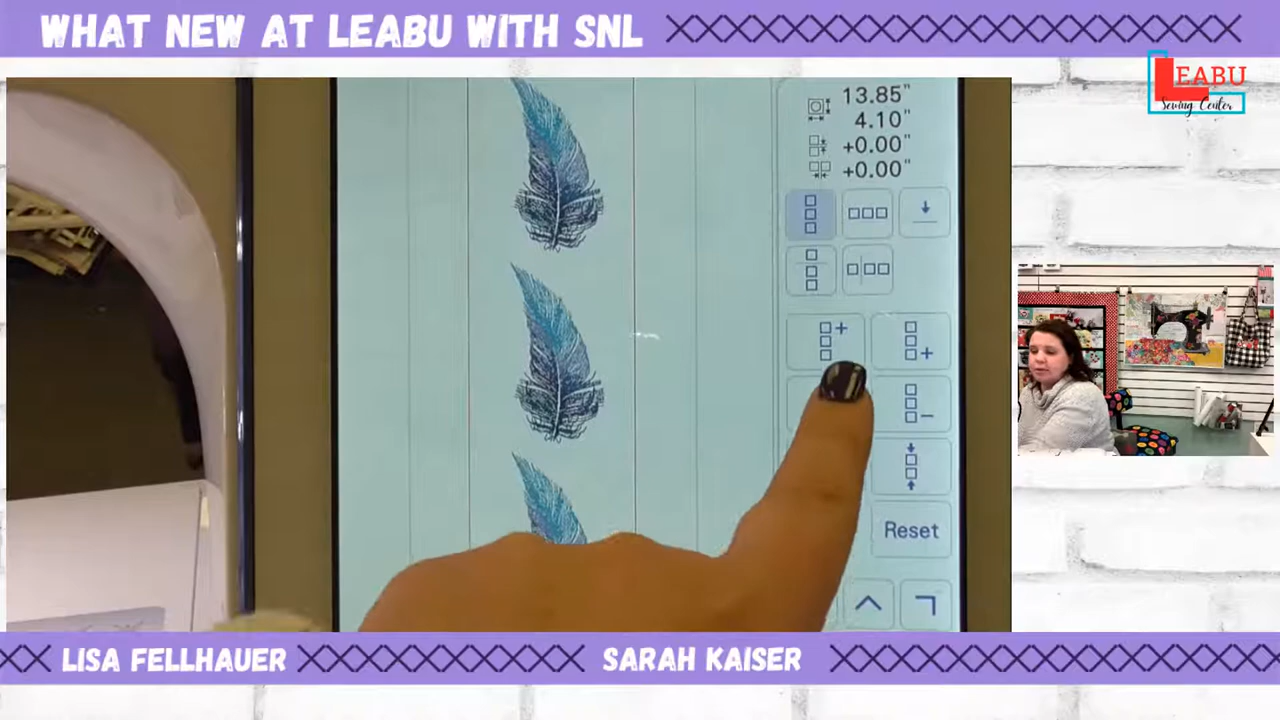 WHAT NEW AT LEABU WITH SNL
LEABU
Sewing Center
13.85"
4.10"
+0.00"
+0.00"
Reset
LISA FELLHAUER
SARAH KAISER